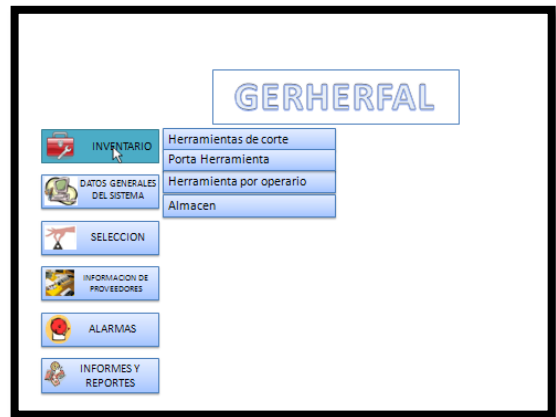 GERHERFAL
INVENTARIO
Herramientas de corte
Porta Herramienta
Herramienta por operario
Almacen
DATOS GENERALES
DEL SISTEMA
SELECCION
INFORMACION DE
PROVEEDORES
ALARMAS
INFORMES Y
REPORTES